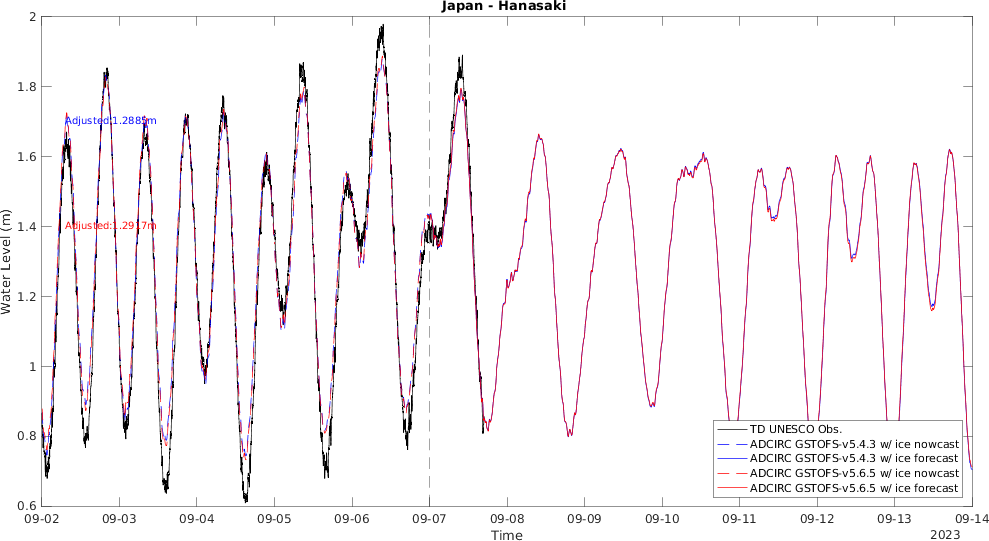 Japan - Hanasaki
2
1.8
1.6
1.4
1.2
1
0.8
0.6
Water Level (m)
Adjusted:1.2885m
Adjusted:1.2917m
TD UNESCO Obs.
ADCIRC GSTOFS-v5.4.3 w/ ice nowcast
ADCIRC GSTOFS-v5.4.3 w/ ice forecast
ADCIRC GSTOFS-v5.6.5 w/ ice nowcast
ADCIRC GSTOFS-v5.6.5 w/ ice forecast
09-02 09-03 09-04 09-05 09-06 09-07 09-08 09-09 09-10 09-11 09-12 09-13 09-14
Time
2023